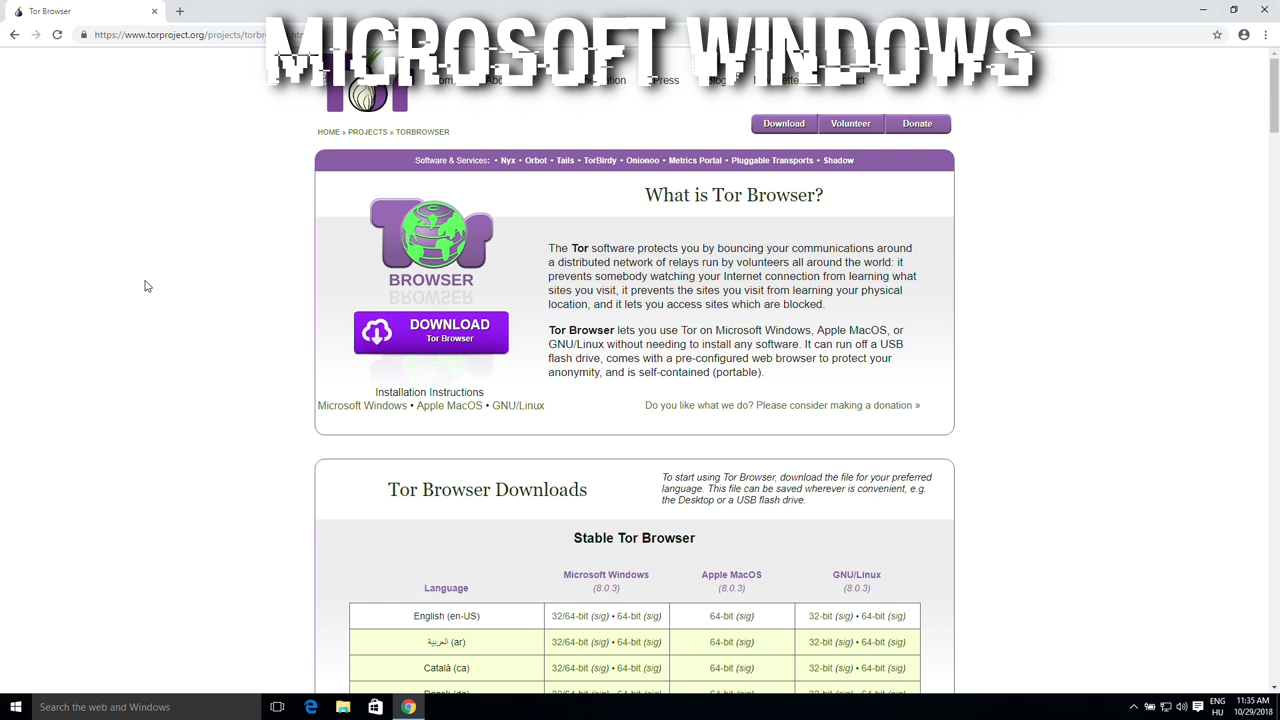 Tor Browser
https://www.torproject.org/projects/torbr
MICROSOFT WINDOWS
Press
HOME » PROJECTS » TORBROWSER
Download Volunteer Donate
Software & Services: • Nyx • Orbot • Tails • TorBirdy • Onionoo • Metrics Portal • Pluggable Transports • Shadow
What is Tor Browser?
Tor
BROWSER
The Tor software protects you by bouncing your communications around
a distributed network of relays run by volunteers all around the world: it
prevents somebody watching your Internet connection from learning what
sites you visit, it prevents the sites you visit from learning your physical
location, and it lets you access sites which are blocked.
DOWNLOAD
Tor Browser
Tor Browser lets you use Tor on Microsoft Windows, Apple MacOS, or
GNU/Linux without needing to install any software. It can run off a USB
flash drive, comes with a pre-configured web browser to protect your
anonymity, and is self-contained (portable).
Installation Instructions
Microsoft Windows • Apple MacOS • GNU/Linux
Do you like what we do? Please consider making a donation »
Tor Browser Downloads
To start using Tor Browser, download the file for your preferred
language. This file can be saved wherever is convenient, e.g.
the Desktop or a USB flash drive.
Stable Tor Browser
Language
Microsoft Windows
(8.0.3)
Apple MacOS
(8.0.3)
GNU/Linux
(8.0.3)
English (en-US) 32/64-bit (sig) • 64-bit (sig) 64-bit (sig) 32-bit (sig) • 64-bit (sig)
العربية (ar) 32/64-bit (sig) • 64-bit (sig) 64-bit (sig) 32-bit (sig) • 64-bit (sig)
Català (ca) 32/64-bit (sig) • 64-bit (sig) 64-bit (sig) 32-bit (sig) • 64-bit (sig)
Search the web and Windows
ENG
HU
11:35 AM
10/29/2018